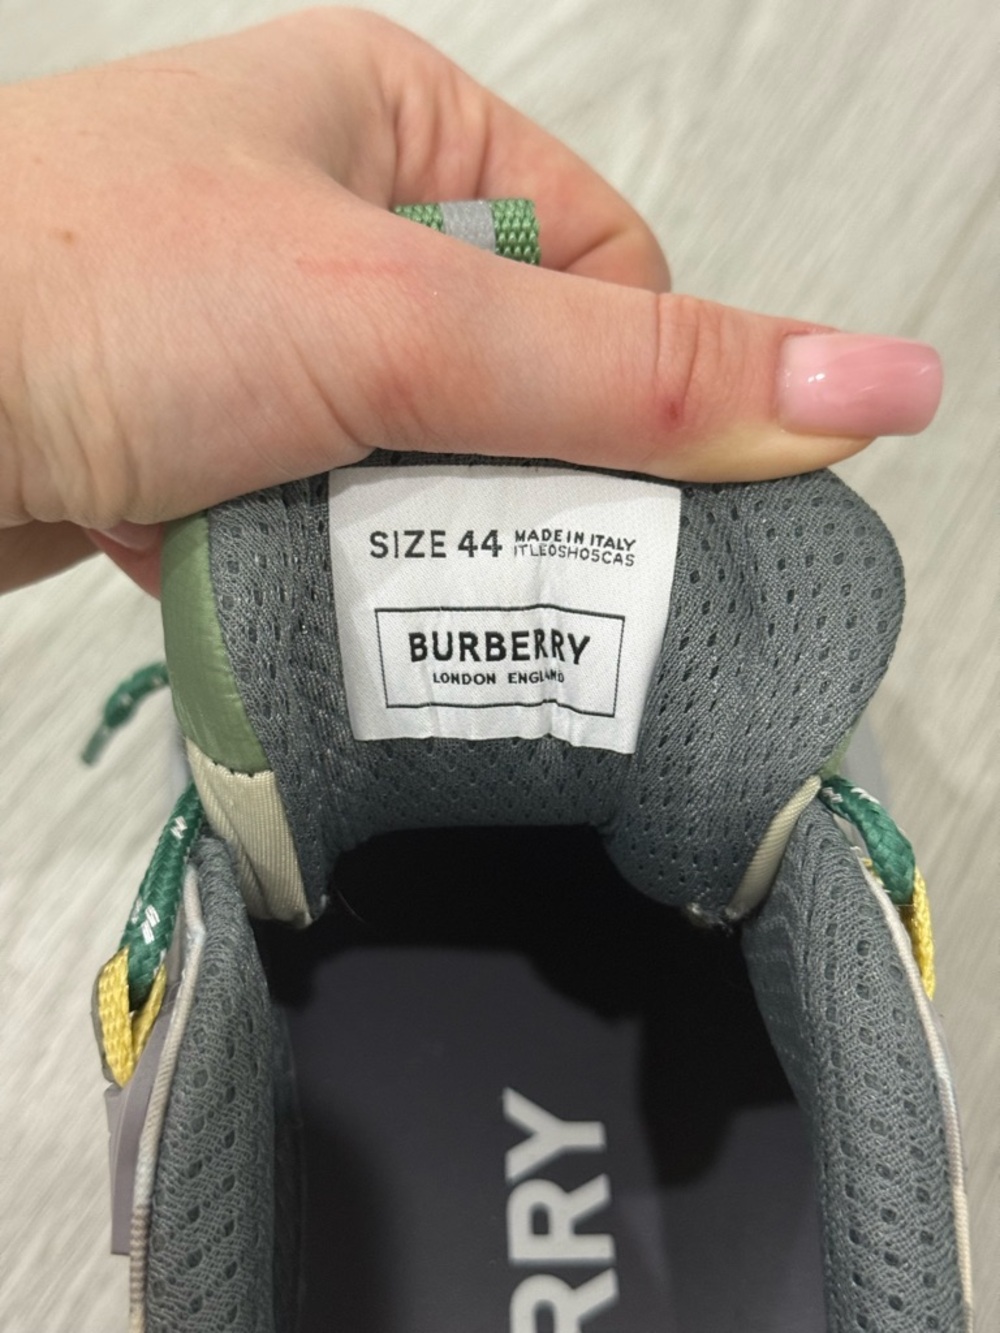 SIZE 44
MADE IN ITALY
ITLEOSHO5CAS
BURBERRY
LONDON ENGLAND
RRY